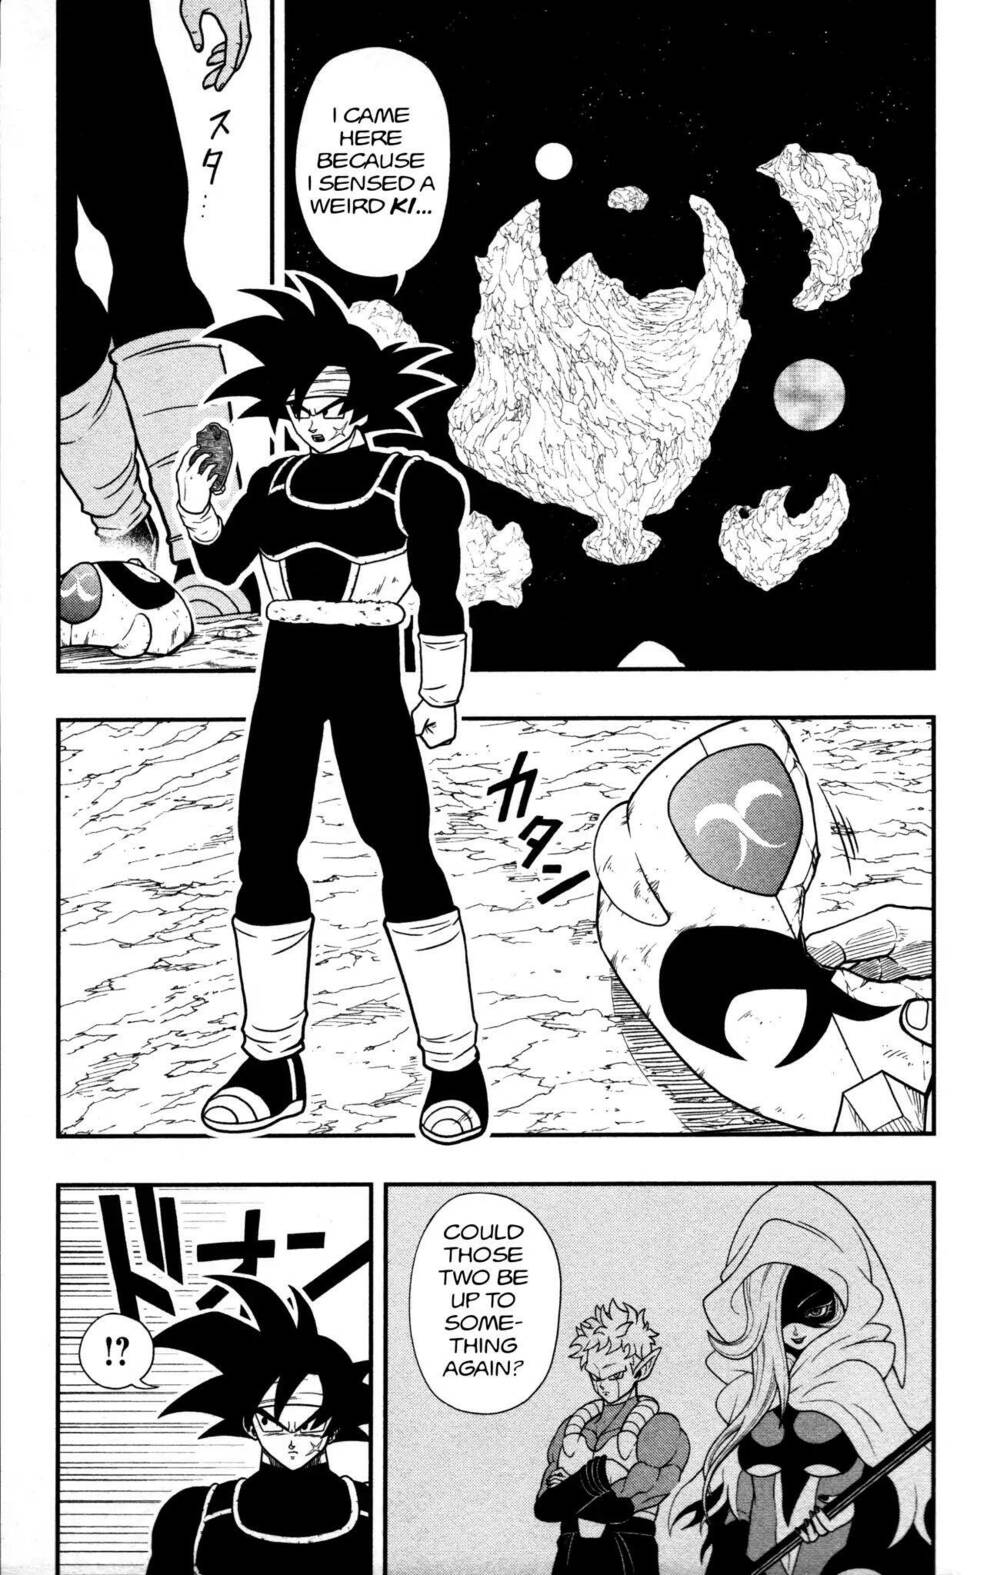 I CAME
HERE
BECAUSE
I SENSED A
WEIRD KI...
スタ…
カタン
COULD
THOSE
TWO BE
UP TO
SOME-
THING
AGAIN?
ドオン
!?